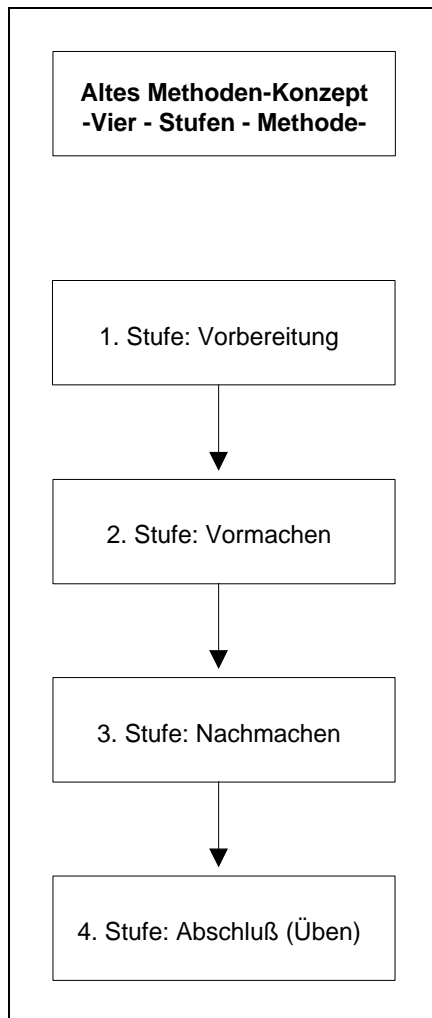 Altes Methoden-Konzept
-Vier - Stufen - Methode-
1. Stufe: Vorbereitung
2. Stufe: Vormachen
3. Stufe: Nachmachen
4. Stufe: Abschluß (Üben)